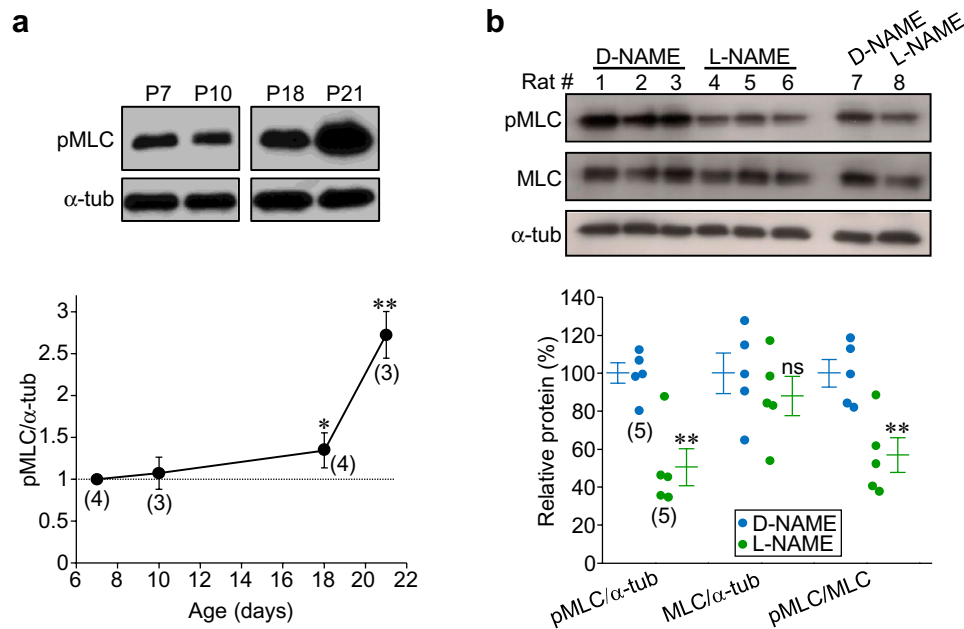 a
P7 P10 P18 P21
pMLC
α-tub
pMLC/α-tub
3
2.5
2
1.5
1
0.5
0
**
(3)
*
(4)
(4)
(3)
6 8 10 12 14 16 18 20 22
Age (days)
b
D-NAME L-NAME D-NAME L-NAME
Rat # 1 2 3 4 5 6 7 8
pMLC
MLC
α-tub
Relative protein (%)
140
120
100
80
60
40
20
0
(5)
**
(5)
ns
**
D-NAME
L-NAME
pMLC/α-tub MLC/α-tub pMLC/MLC